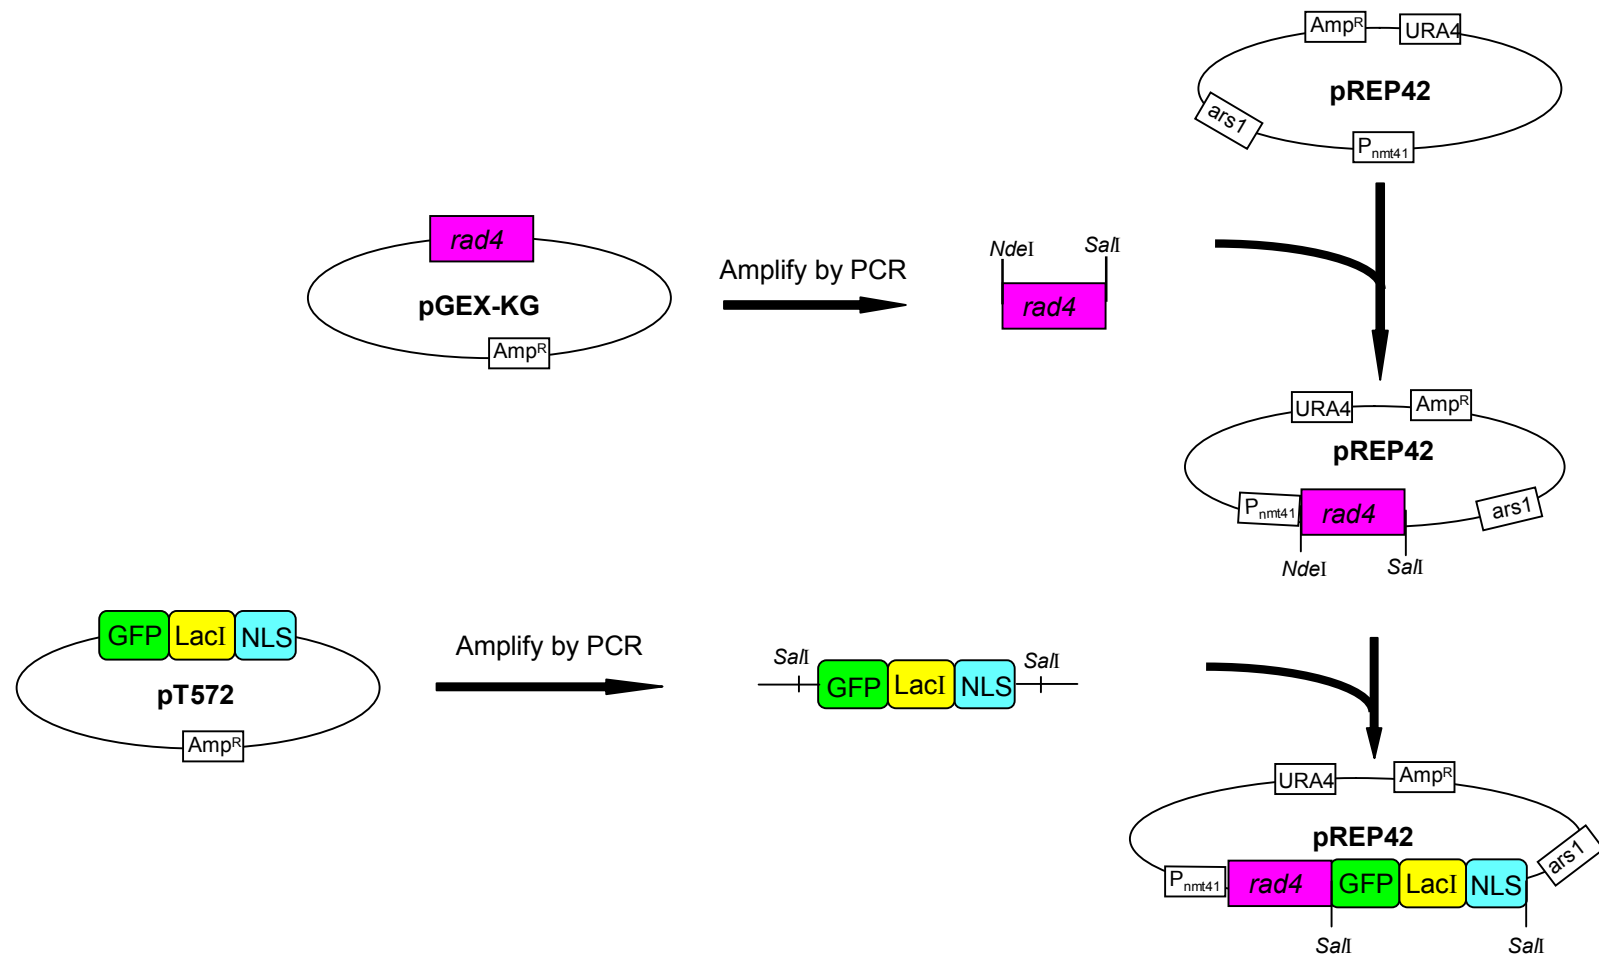 AmpR
URA4
pREP42
ars1
Pnmt41
rad4
pGEX-KG
AmpR
Amplify by PCR
NdeI
SalI
rad4
URA4
AmpR
pREP42
Pnmt41
rad4
ars1
NdeI
SalI
GFP LacI NLS
pT572
AmpR
Amplify by PCR
SalI
SalI
GFP LacI NLS
URA4
AmpR
pREP42
ars1
Pnmt41
rad4 GFP LacI NLS
SalI
SalI